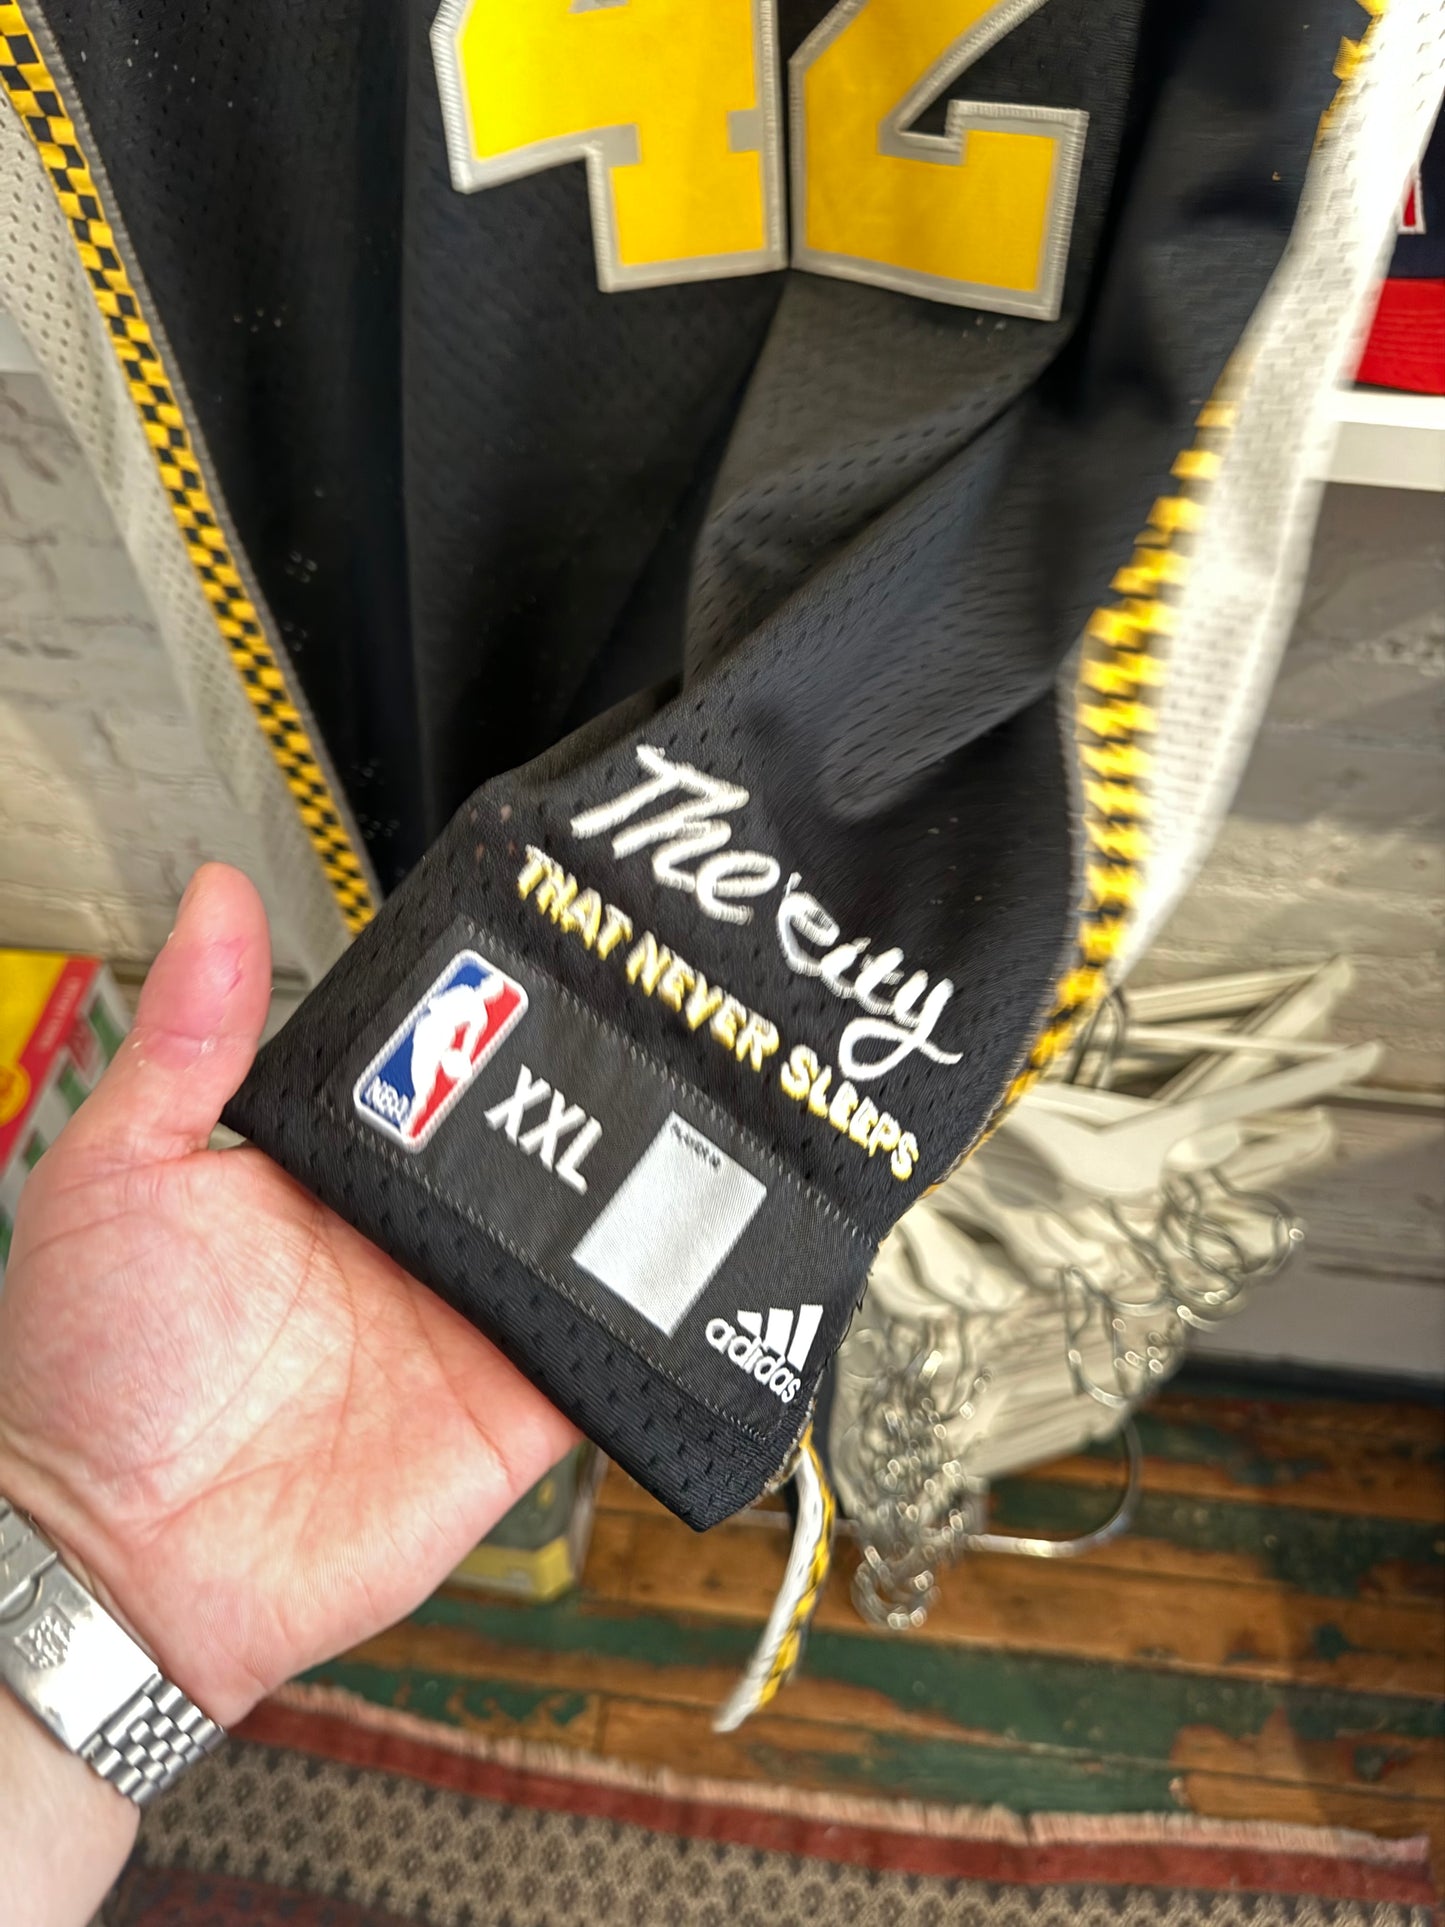 42
The City
THAT NEVER SLEEPS
NBA
XXL
adidas